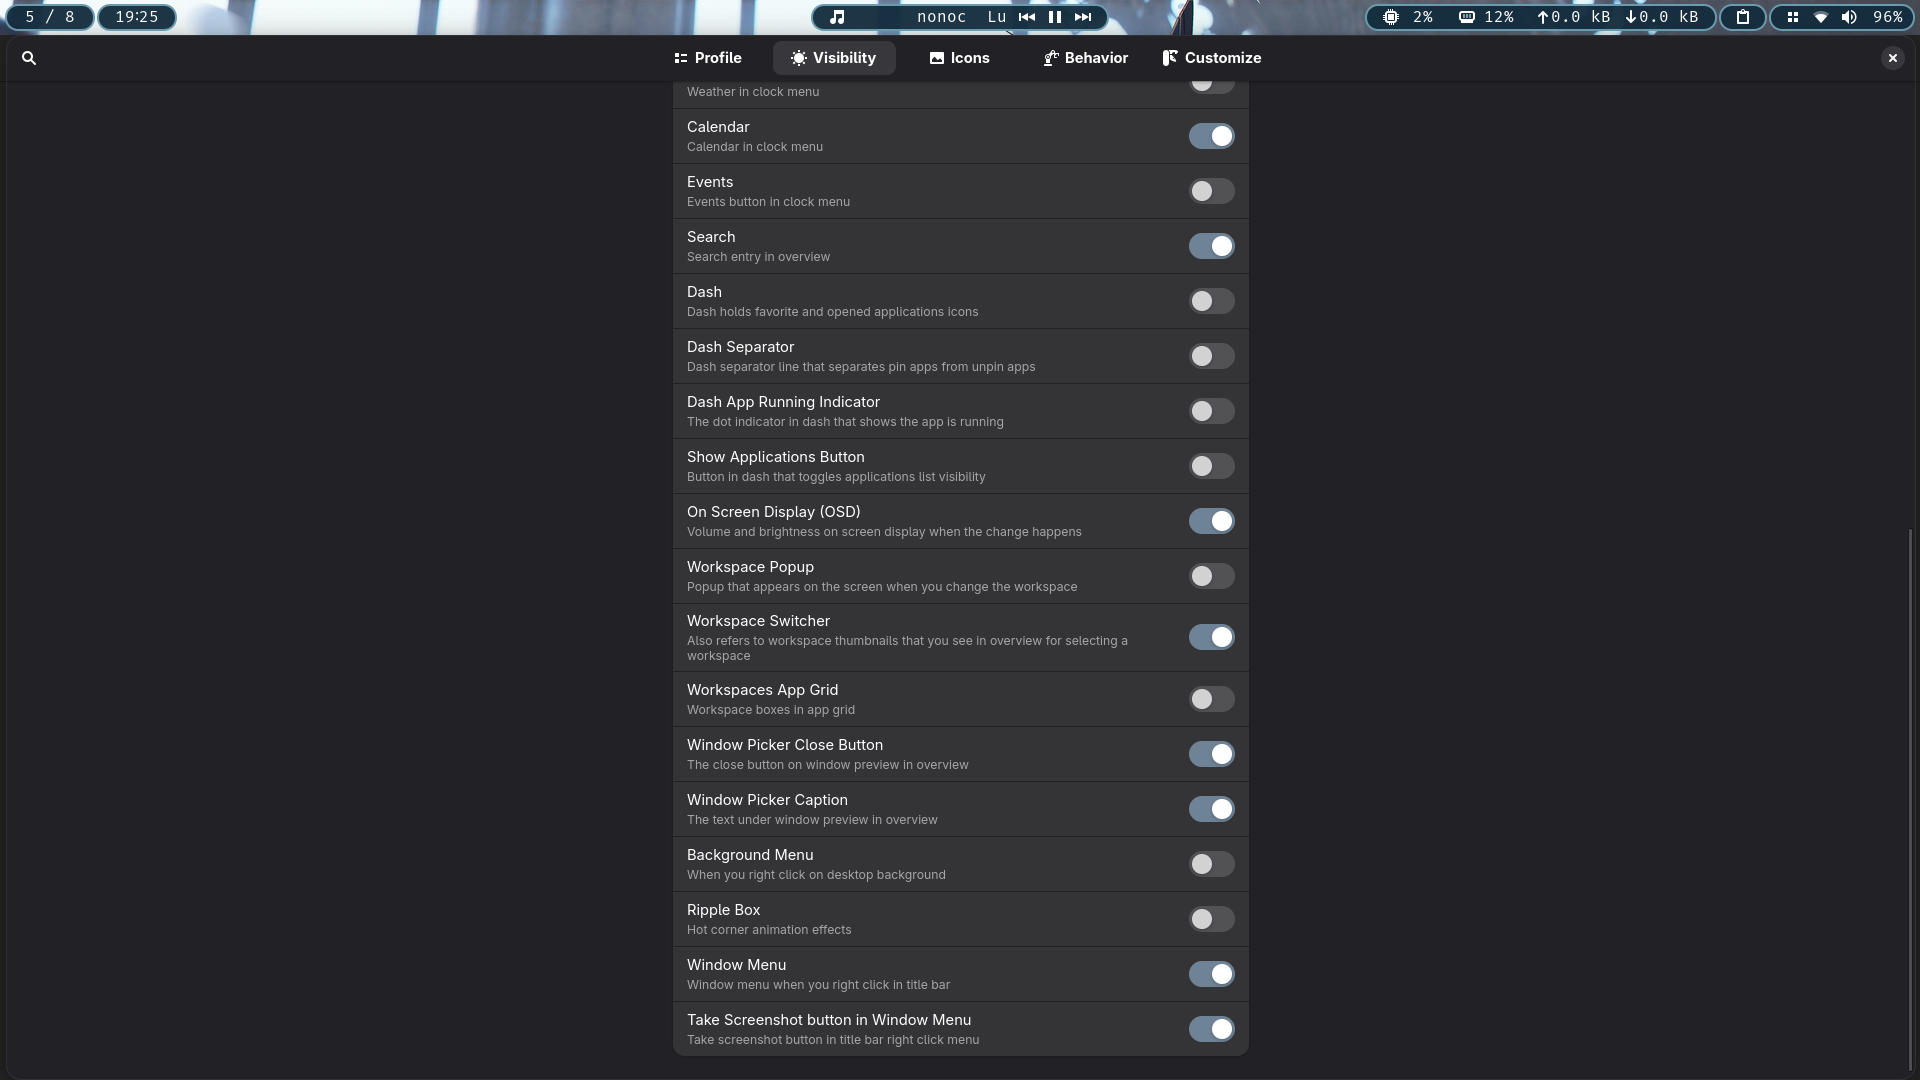 5 / 8
19:25
nonoc  Lu
2%
12%
0.0 kB
0.0 kB
96%
Profile
Visibility
Icons
Behavior
Customize
Weather in clock menu
Calendar
Calendar in clock menu
Events
Events button in clock menu
Search
Search entry in overview
Dash
Dash holds favorite and opened applications icons
Dash Separator
Dash separator line that separates pin apps from unpin apps
Dash App Running Indicator
The dot indicator in dash that shows the app is running
Show Applications Button
Button in dash that toggles applications list visibility
On Screen Display (OSD)
Volume and brightness on screen display when the change happens
Workspace Popup
Popup that appears on the screen when you change the workspace
Workspace Switcher
Also refers to workspace thumbnails that you see in overview for selecting a
workspace
Workspaces App Grid
Workspace boxes in app grid
Window Picker Close Button
The close button on window preview in overview
Window Picker Caption
The text under window preview in overview
Background Menu
When you right click on desktop background
Ripple Box
Hot corner animation effects
Window Menu
Window menu when you right click in title bar
Take Screenshot button in Window Menu
Take screenshot button in title bar right click menu